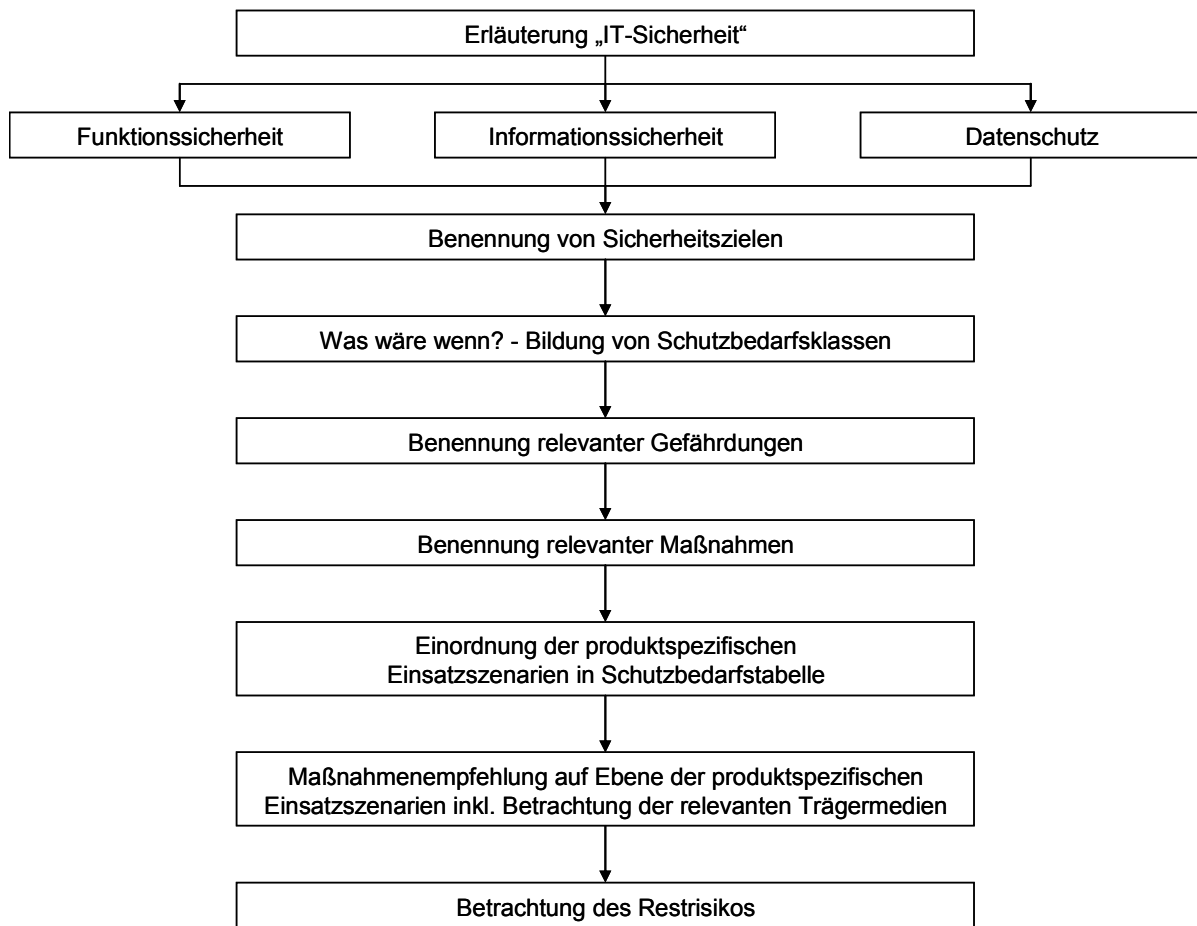 Erläuterung „IT-Sicherheit“
Funktionssicherheit
Informationssicherheit
Datenschutz
Benennung von Sicherheitszielen
Was wäre wenn? - Bildung von Schutzbedarfsklassen
Benennung relevanter Gefährdungen
Benennung relevanter Maßnahmen
Einordnung der produktspezifischen
Einsatzszenarien in Schutzbedarfstabelle
Maßnahmenempfehlung auf Ebene der produktspezifischen
Einsatzszenarien inkl. Betrachtung der relevanten Trägermedien
Betrachtung des Restrisikos